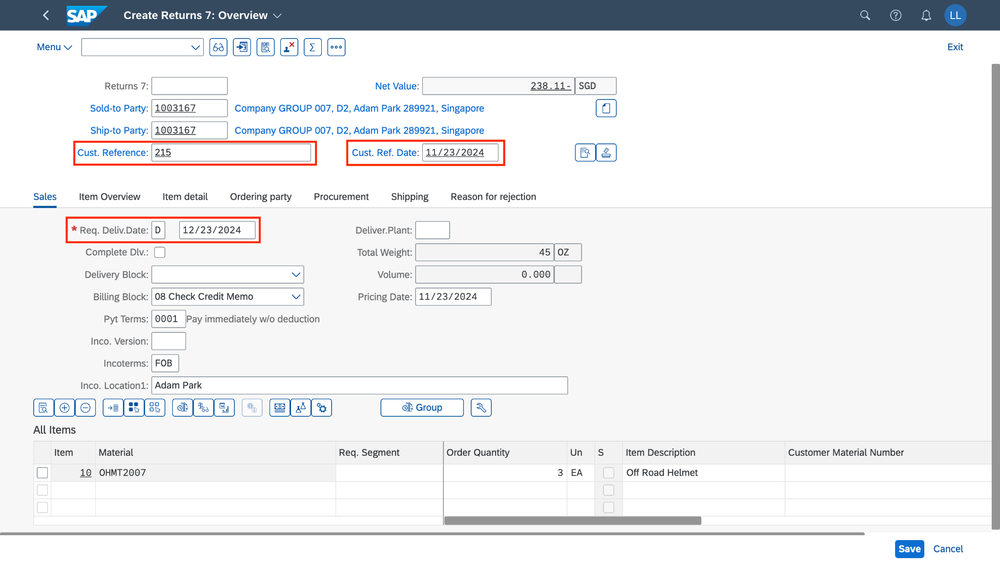 SAP Create Returns 7: Overview LL
Menu Exit
Returns 7: Net Value: 238.11- SGD
Sold-to Party: 1003167 Company GROUP 007, D2, Adam Park 289921, Singapore
Ship-to Party: 1003167 Company GROUP 007, D2, Adam Park 289921, Singapore
Cust. Reference: 215 Cust. Ref. Date: 11/23/2024
Sales Item Overview Item detail Ordering party Procurement Shipping Reason for rejection
* Req. Deliv.Date: D 12/23/2024 Deliver.Plant:
Complete Dlv.: Total Weight: 45 OZ
Delivery Block: Volume: 0.000
Billing Block: 08 Check Credit Memo Pricing Date: 11/23/2024
Pyt Terms: 0001 Pay immediately w/o deduction
Inco. Version:
Incoterms: FOB
Inco. Location1: Adam Park
Group
All Items
Item Material Req. Segment Order Quantity Un S Item Description Customer Material Number
10 OHMT2007 3 EA Off Road Helmet
Save Cancel